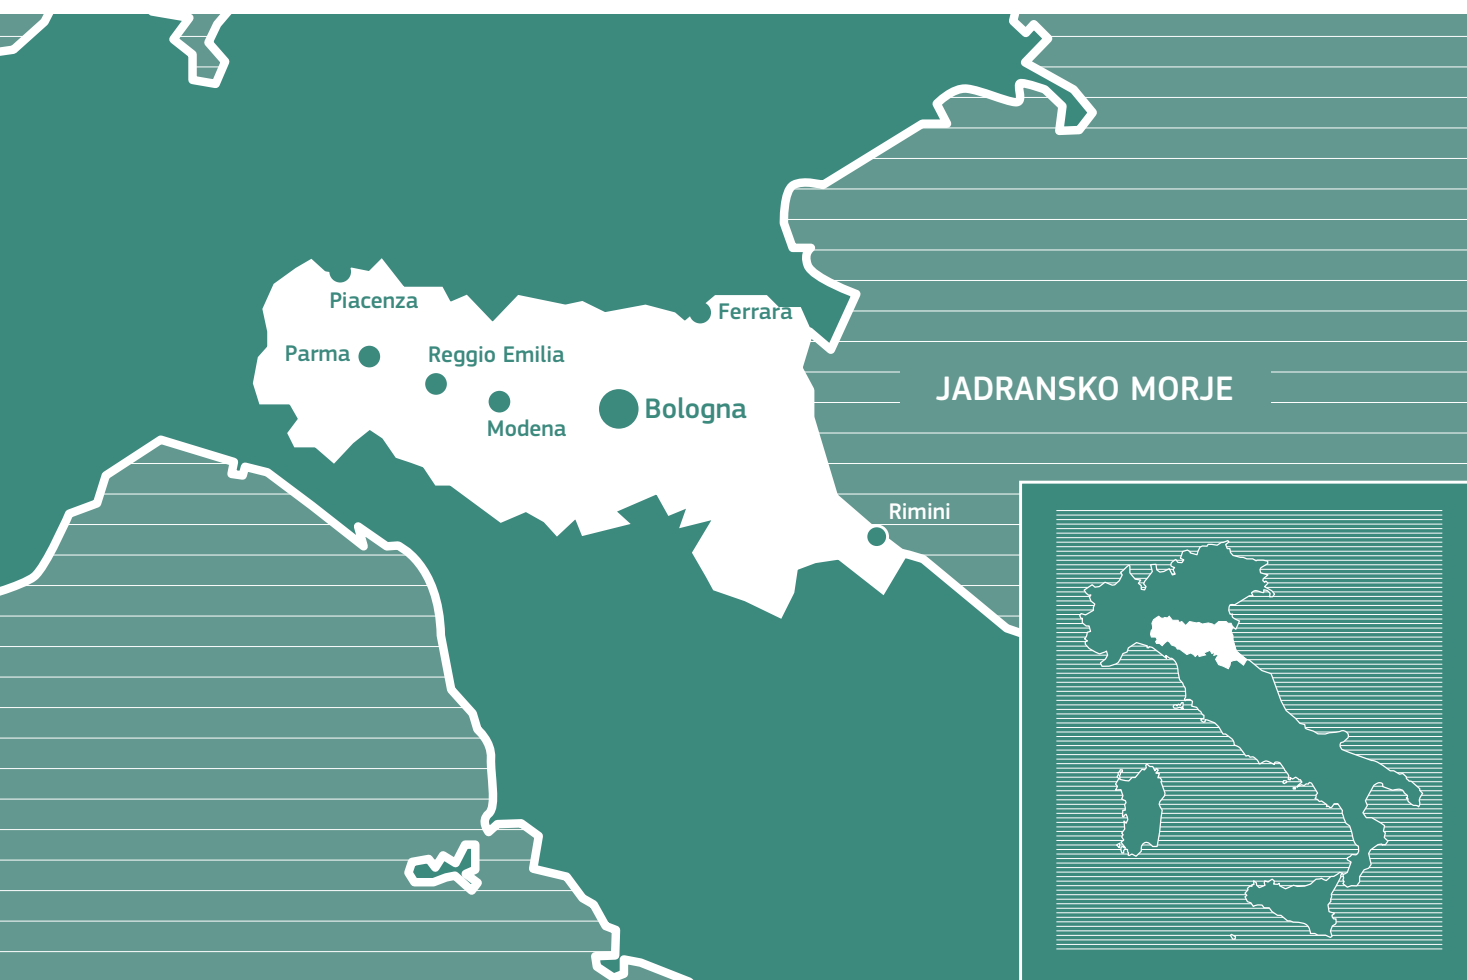 Piacenza
Ferrara
Parma
Reggio Emilia
Modena
Bologna
JADRANSKO MORJE
Rimini